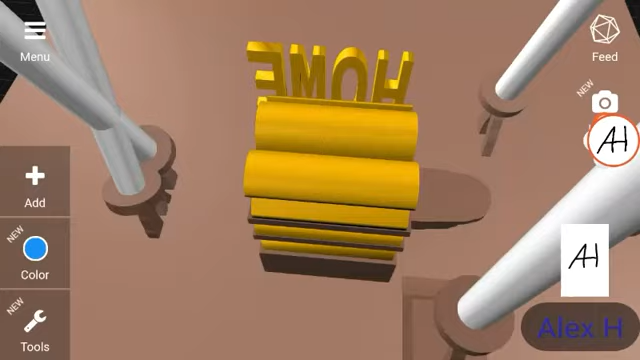 Menu
HOME
Feed
NEW
AH
Add
NEW
Color
AH
NEW
Tools
Alex H